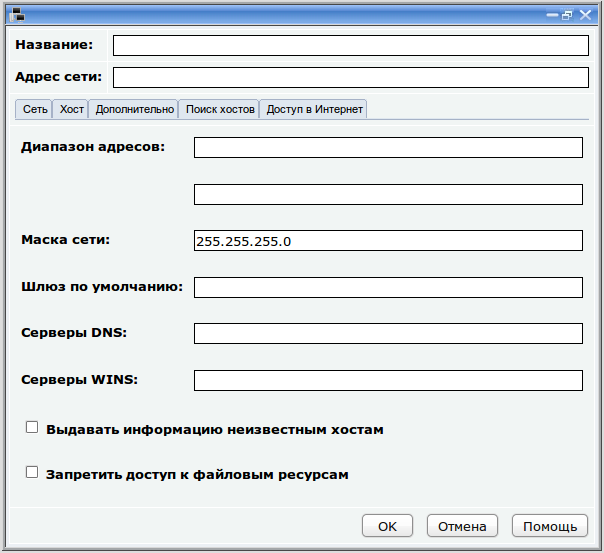 Название:
Адрес сети:
Сеть Хост Дополнительно Поиск хостов Доступ в Интернет
Диапазон адресов:
Маска сети: 255.255.255.0
Шлюз по умолчанию:
Серверы DNS:
Серверы WINS:
Выдавать информацию неизвестным хостам
Запретить доступ к файловым ресурсам
OK Отмена Помощь